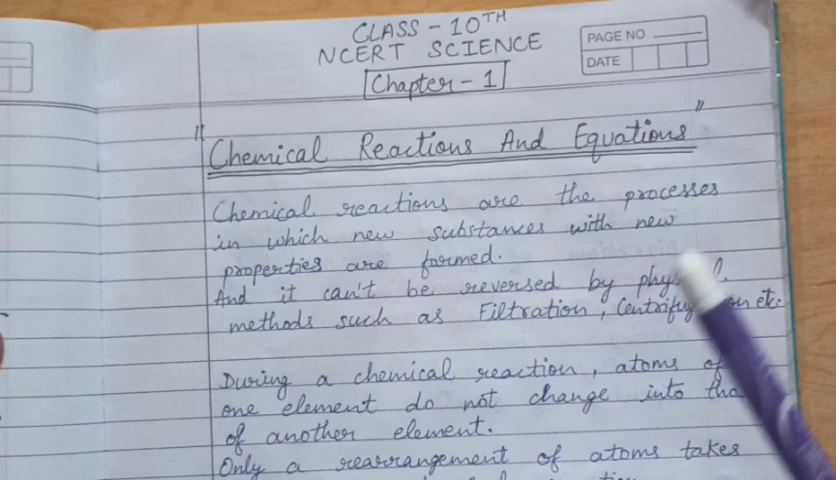 CLASS - 10TH
NCERT SCIENCE
Chapter - 1
PAGE NO.
DATE
"Chemical Reactions And Equations"
Chemical reactions are the processes
in which new substances with new
properties are formed.
And it can't be reversed by
methods such as Filtration, etc.
During a chemical reaction, atoms of
one element do not change into
of another element.
Only a rearrangement of atoms takes